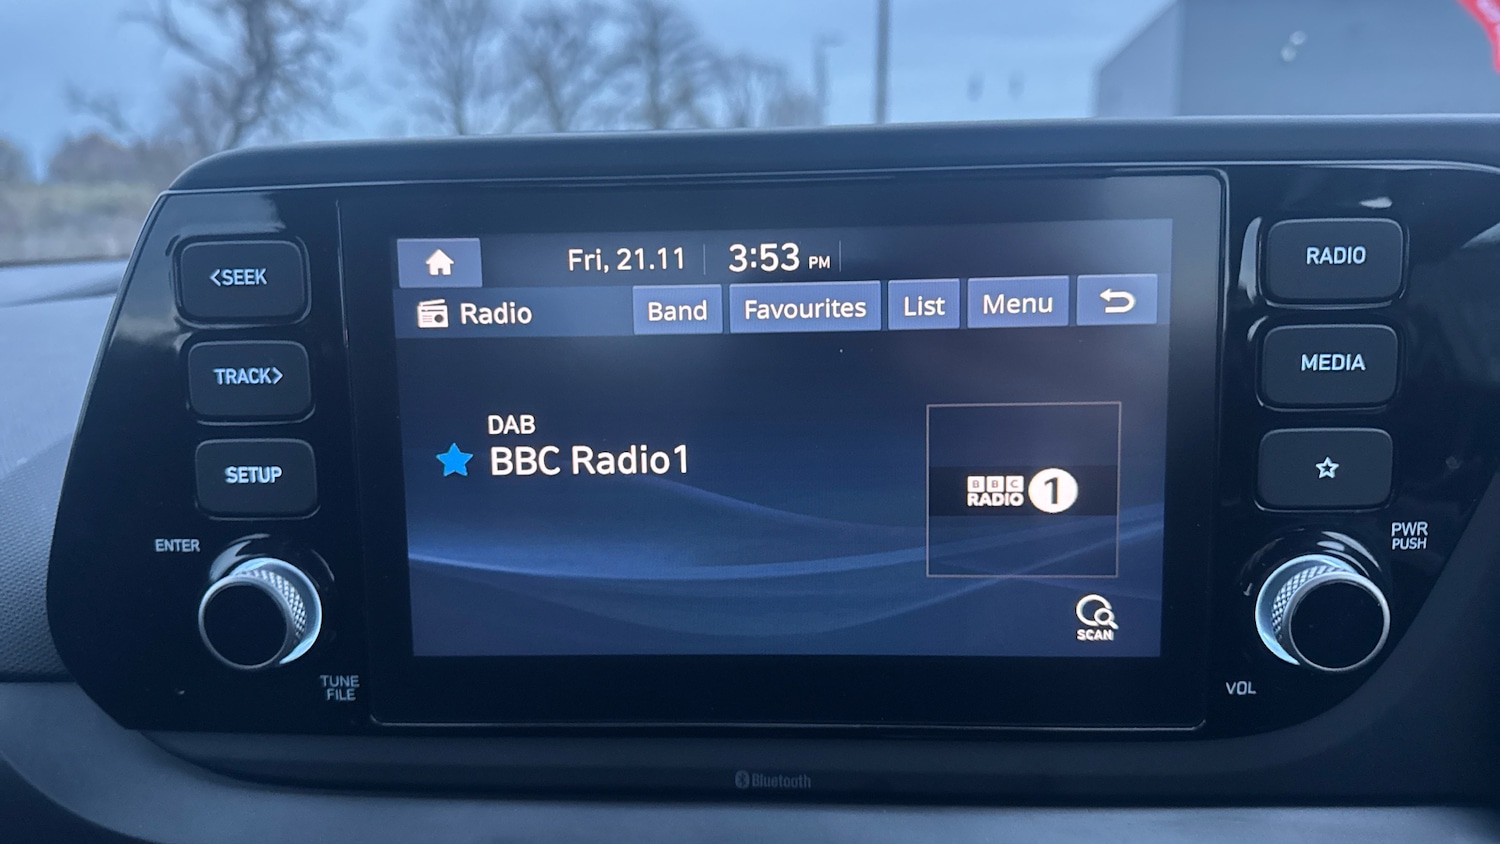 <SEEK
TRACK>
SETUP
ENTER
TUNE
FILE
Fri, 21.11 3:53 PM
Radio Band Favourites List Menu
DAB
BBC Radio1
BBC
RADIO 1
SCAN
RADIO
MEDIA
PWR
PUSH
VOL
Bluetooth